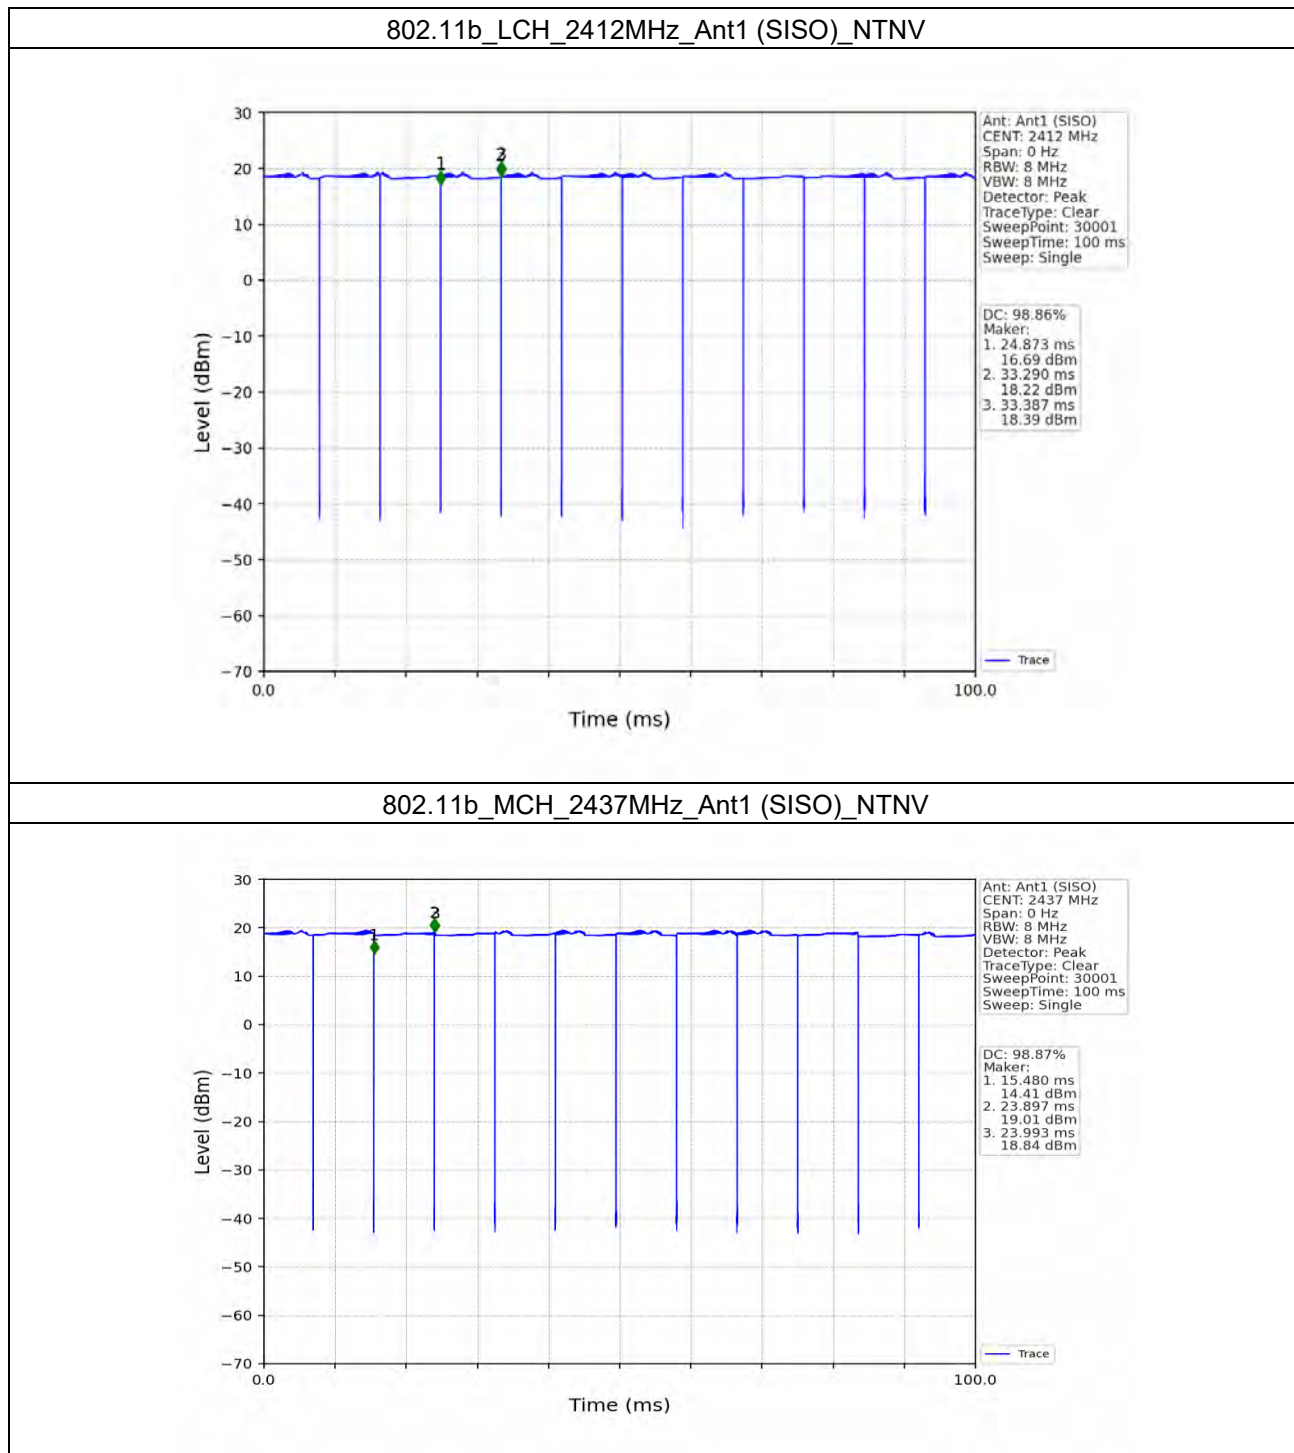 802.11b_LCH_2412MHz_Ant1 (SISO)_NTNV
30
20
10
0
−10
−20
−30
−40
−50
−60
−70
Level (dBm)
1
3
0.0
100.0
Time (ms)
Ant: Ant1 (SISO)
CENT: 2412 MHz
Span: 0 Hz
RBW: 8 MHz
VBW: 8 MHz
Detector: Peak
TraceType: Clear
SweepPoint: 30001
SweepTime: 100 ms
Sweep: Single
DC: 98.86%
Maker:
1. 24.873 ms
16.69 dBm
2. 33.290 ms
18.22 dBm
3. 33.387 ms
18.39 dBm
Trace
802.11b_MCH_2437MHz_Ant1 (SISO)_NTNV
30
20
10
0
−10
−20
−30
−40
−50
−60
−70
Level (dBm)
1
3
0.0
100.0
Time (ms)
Ant: Ant1 (SISO)
CENT: 2437 MHz
Span: 0 Hz
RBW: 8 MHz
VBW: 8 MHz
Detector: Peak
TraceType: Clear
SweepPoint: 30001
SweepTime: 100 ms
Sweep: Single
DC: 98.87%
Maker:
1. 15.480 ms
14.41 dBm
2. 23.897 ms
19.01 dBm
3. 23.993 ms
18.84 dBm
Trace